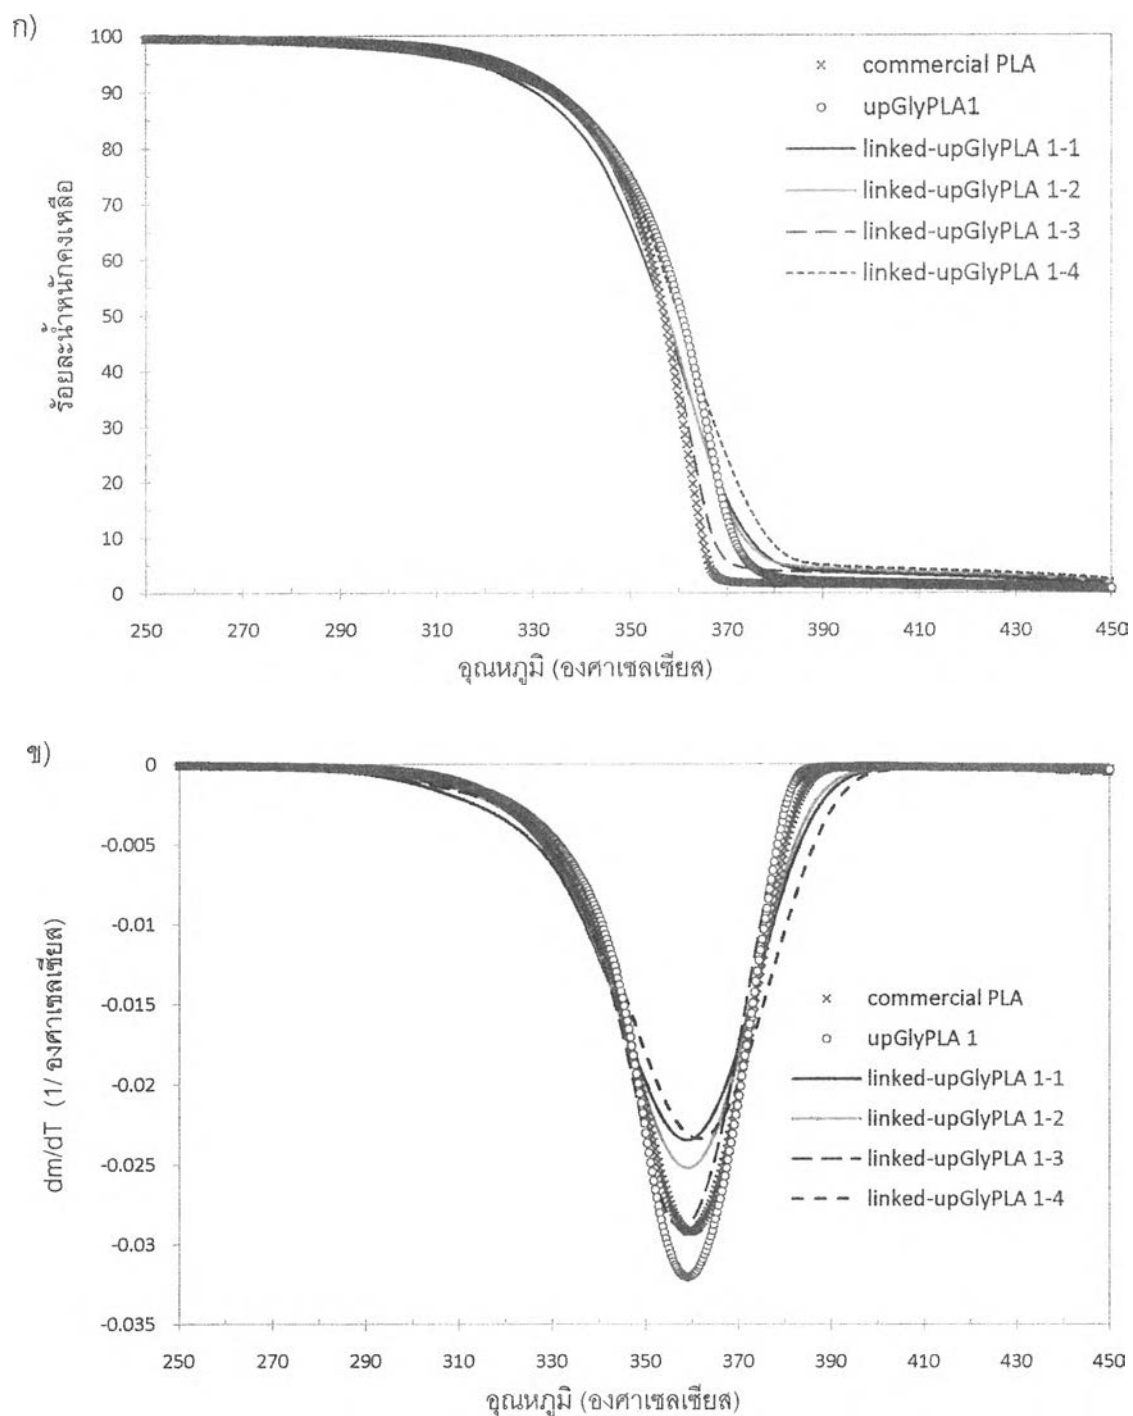 ก)
100
90
80
70
60
50
40
30
20
10
0
ร้อยละน้ำหนักคงเหลือ
commercial PLA
upGlyPLA1
linked-upGlyPLA 1-1
linked-upGlyPLA 1-2
linked-upGlyPLA 1-3
linked-upGlyPLA 1-4
250 270 290 310 330 350 370 390 410 430 450
อุณหภูมิ (องศาเซลเซียส)
ข)
0
-0.005
-0.01
-0.015
-0.02
-0.025
-0.03
-0.035
dm/dT (1/ องศาเซลเซียส)
commercial PLA
upGlyPLA 1
linked-upGlyPLA 1-1
linked-upGlyPLA 1-2
linked-upGlyPLA 1-3
linked-upGlyPLA 1-4
250 270 290 310 330 350 370 390 410 430 450
อุณหภูมิ (องศาเซลเซียส)